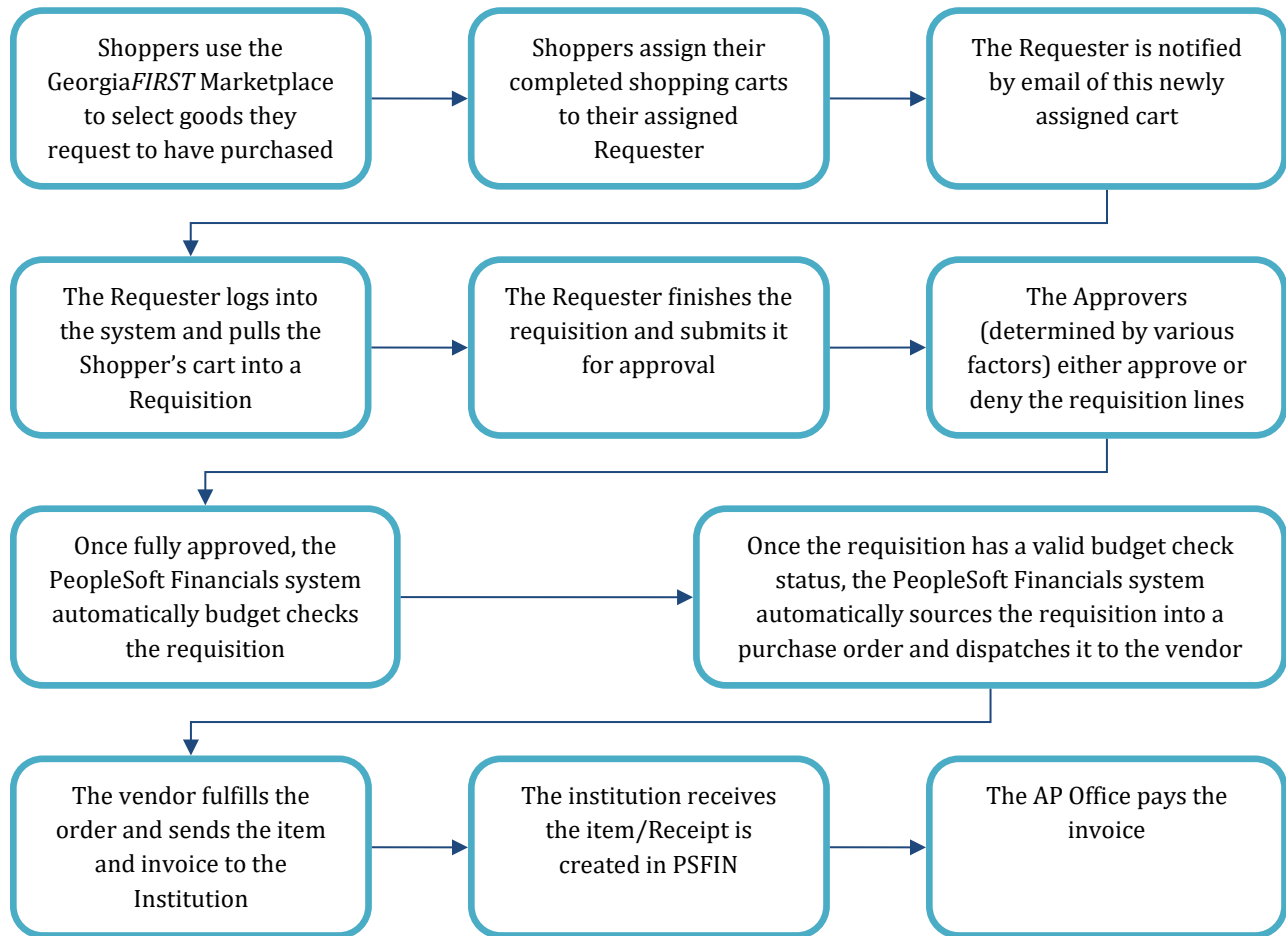 Shoppers use the
GeorgiaFIRST Marketplace
to select goods they
request to have purchased
Shoppers assign their
completed shopping carts
to their assigned
Requester
The Requester is notified
by email of this newly
assigned cart
The Requester logs into
the system and pulls the
Shopper’s cart into a
Requisition
The Requester finishes the
requisition and submits it
for approval
The Approvers
(determined by various
factors) either approve or
deny the requisition lines
Once fully approved, the
PeopleSoft Financials system
automatically budget checks
the requisition
Once the requisition has a valid budget check
status, the PeopleSoft Financials system
automatically sources the requisition into a
purchase order and dispatches it to the vendor
The vendor fulfills the
order and sends the item
and invoice to the
Institution
The institution receives
the item/Receipt is
created in PSFIN
The AP Office pays the
invoice